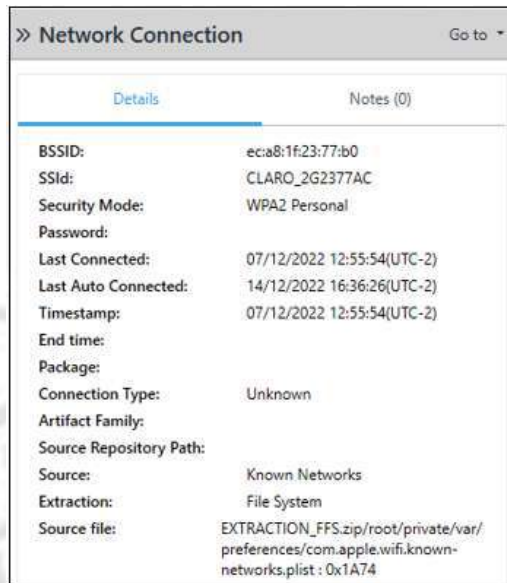 » Network Connection Go to
Details Notes (0)
BSSID: ec:a8:1f:23:77:b0
SSId: CLARO_2G2377AC
Security Mode: WPA2 Personal
Password:
Last Connected: 07/12/2022 12:55:54(UTC-2)
Last Auto Connected: 14/12/2022 16:36:26(UTC-2)
Timestamp: 07/12/2022 12:55:54(UTC-2)
End time:
Package:
Connection Type: Unknown
Artifact Family:
Source Repository Path:
Source: Known Networks
Extraction: File System
Source file: EXTRACTION_FFS.zip/root/private/var/
preferences/com.apple.wifi.known-
networks.plist : 0x1A74